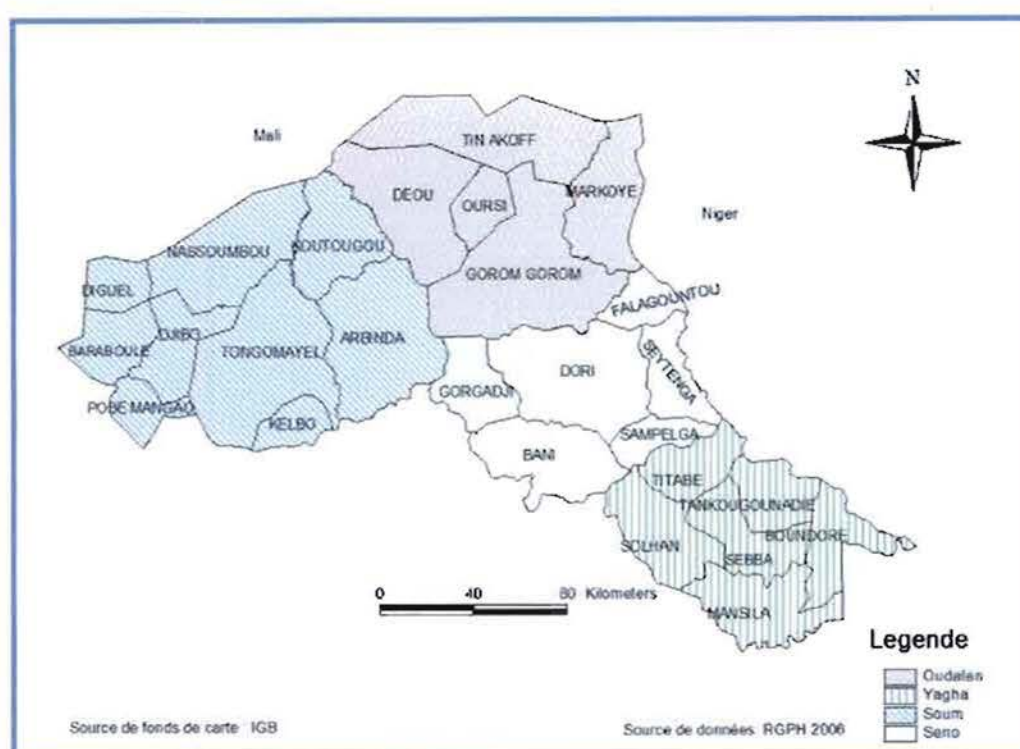 N
Mali
TIN AKOFF
DEOU
OURSI
MARKOYE
Niger
NASSOUMBOU
KOUTOUGOU
GOROM GOROM
DIGUEL
FALAGOUNTOU
DJIBO
BARABOULE
TONGOMAYEL
ARBINDA
DORI
SEYTENGA
GORGADJI
POBE MANGAO
KELBO
SAMPELGA
BANI
TITABE
TANKOUGOUNADIE
BOUNDORE
SOLHAN
SEBBA
0 40 80 Kilometers
MANSILA
Legende
Oudalan
Yagha
Soum
Seno
Source de fonds de carte : IGB
Source de données: RGPH 2006